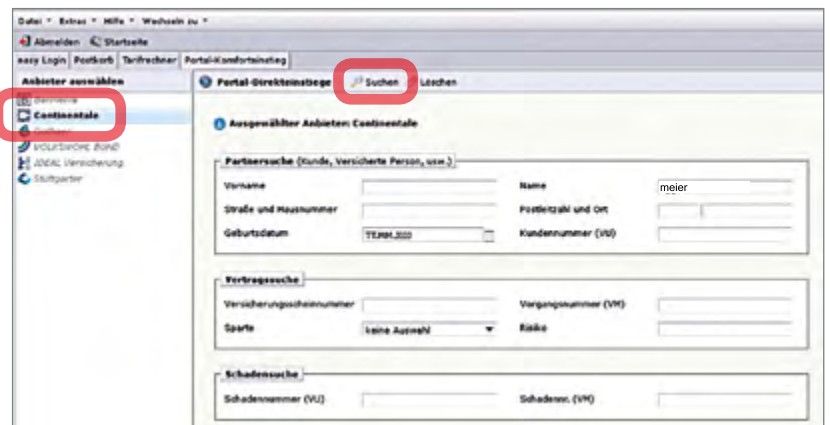 Datei Extras Hilfe Wechseln zu
Abmelden Startseite
easy Login Postkorb Tarifrechner Portal-Komforteinstieg
Anbieter auswählen
Continentale
VOLKSWOHL BUND
IDEAL Versicherung
Stuttgarter
Portal-Direkteinstiege Suchen Löschen
Ausgewählter Anbieter: Continentale
Partnersuche (Kunde, Versicherte Person, usw.)
Vorname Name meier
Straße und Hausnummer Postleitzahl und Ort
Geburtsdatum TT.MM.JJJJ Kundennummer (VU)
Vertragssuche
Versicherungsscheinnummer Vorgangsnummer (VM)
Sparte keine Auswahl Risiko
Schadensuche
Schadennummer (VU) Schadennr. (VM)